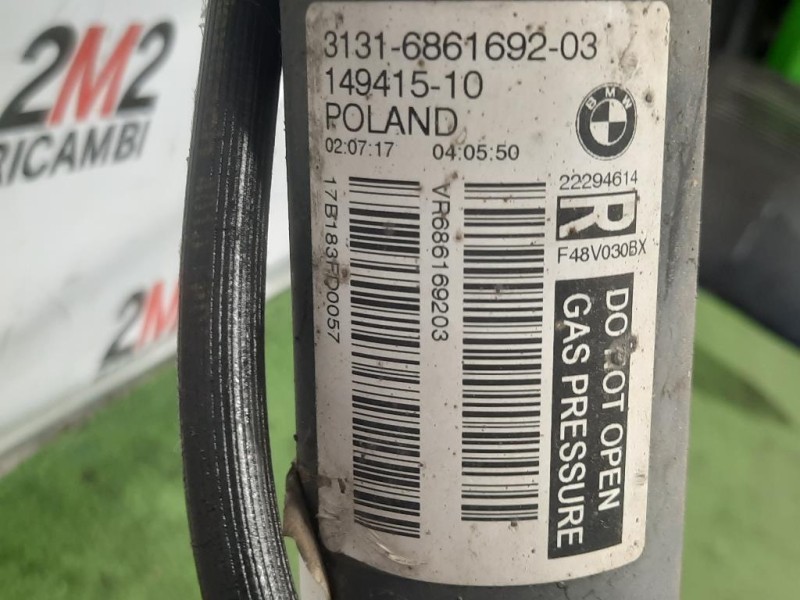 2M2
RICAMBI
2M
3131-6861692-03
149415-10
POLAND
02:07:17 04:05:50
BMW
22294614
R
F48V030BX
VR686169203
DO NOT OPEN
GAS PRESSURE